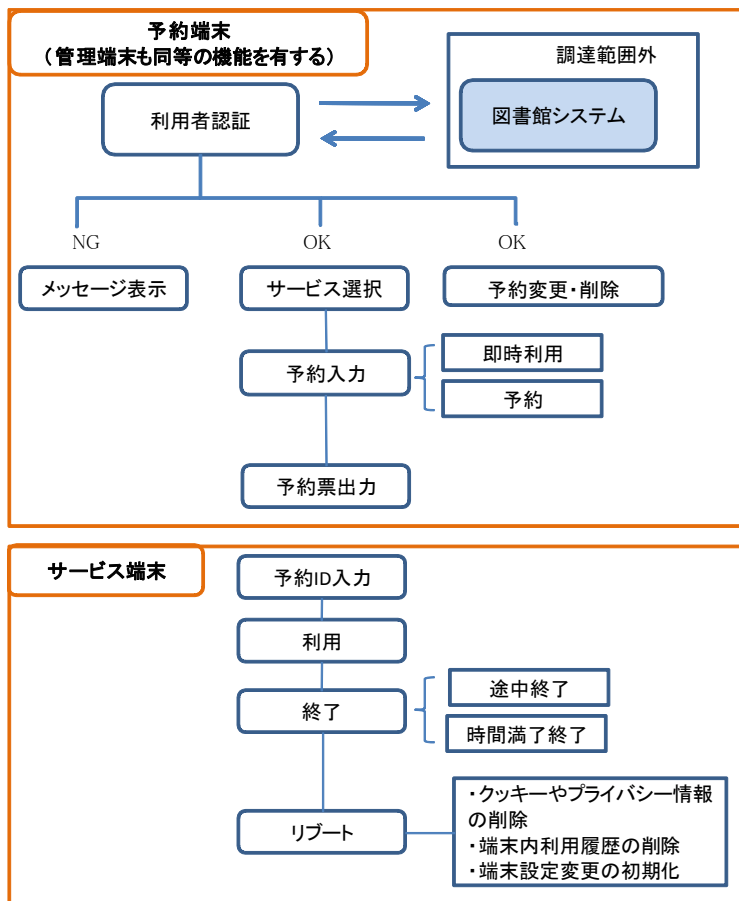 予約端末
（管理端末も同等の機能を有する）
調達範囲外
利用者認証
図書館システム
NG
OK
OK
メッセージ表示
サービス選択
予約変更・削除
予約入力
即時利用
予約
予約票出力
サービス端末
予約ID入力
利用
終了
途中終了
時間満了終了
リブート
・クッキーやプライバシー情報
の削除
・端末内利用履歴の削除
・端末設定変更の初期化